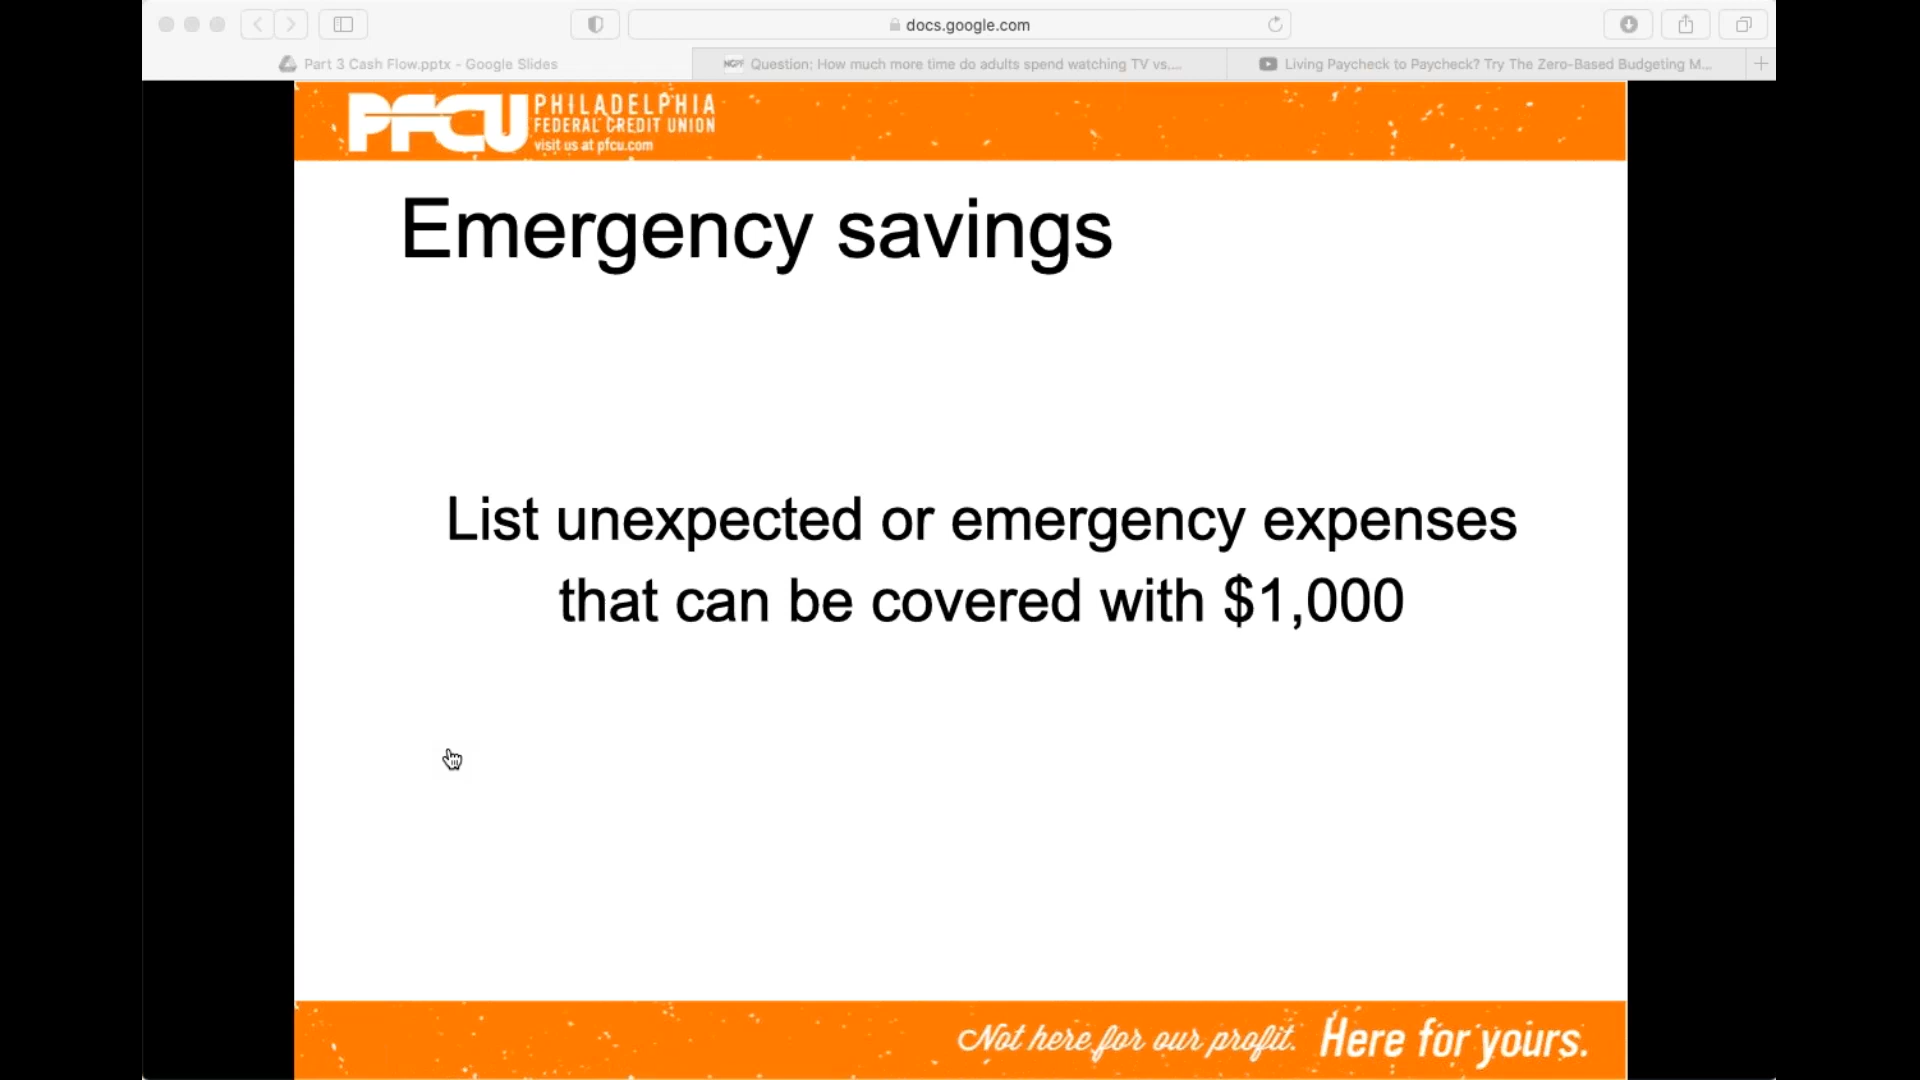 docs.google.com
Part 3 Cash Flow.pptx - Google Slides
NGPF Question: How much more time do adults spend watching TV vs....
Living Paycheck to Paycheck? Try The Zero-Based Budgeting M...
PFCU PHILADELPHIA
FEDERAL CREDIT UNION
visit us at pfcu.com
Emergency savings
List unexpected or emergency expenses
that can be covered with $1,000
Not here for our profit. Here for yours.